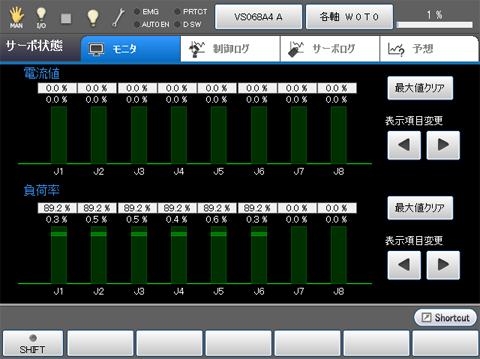 MAN I/O EMG PRTCT AUTO EN D SW VS068A4 A 各軸 W0T0 1 %
サーボ状態 モニタ 制御ログ サーボログ 予想
電流値
0.0 % 0.0 % 0.0 % 0.0 % 0.0 % 0.0 % 0.0 % 0.0 %
0.0 % 0.0 % 0.0 % 0.0 % 0.0 % 0.0 % 0.0 % 0.0 %
J1 J2 J3 J4 J5 J6 J7 J8
最大値クリア
表示項目変更
負荷率
89.2 % 89.2 % 89.2 % 89.2 % 89.2 % 89.2 % 0.0 % 0.0 %
0.3 % 0.5 % 0.5 % 0.4 % 0.6 % 0.3 % 0.0 % 0.0 %
J1 J2 J3 J4 J5 J6 J7 J8
最大値クリア
表示項目変更
Shortcut
SHIFT